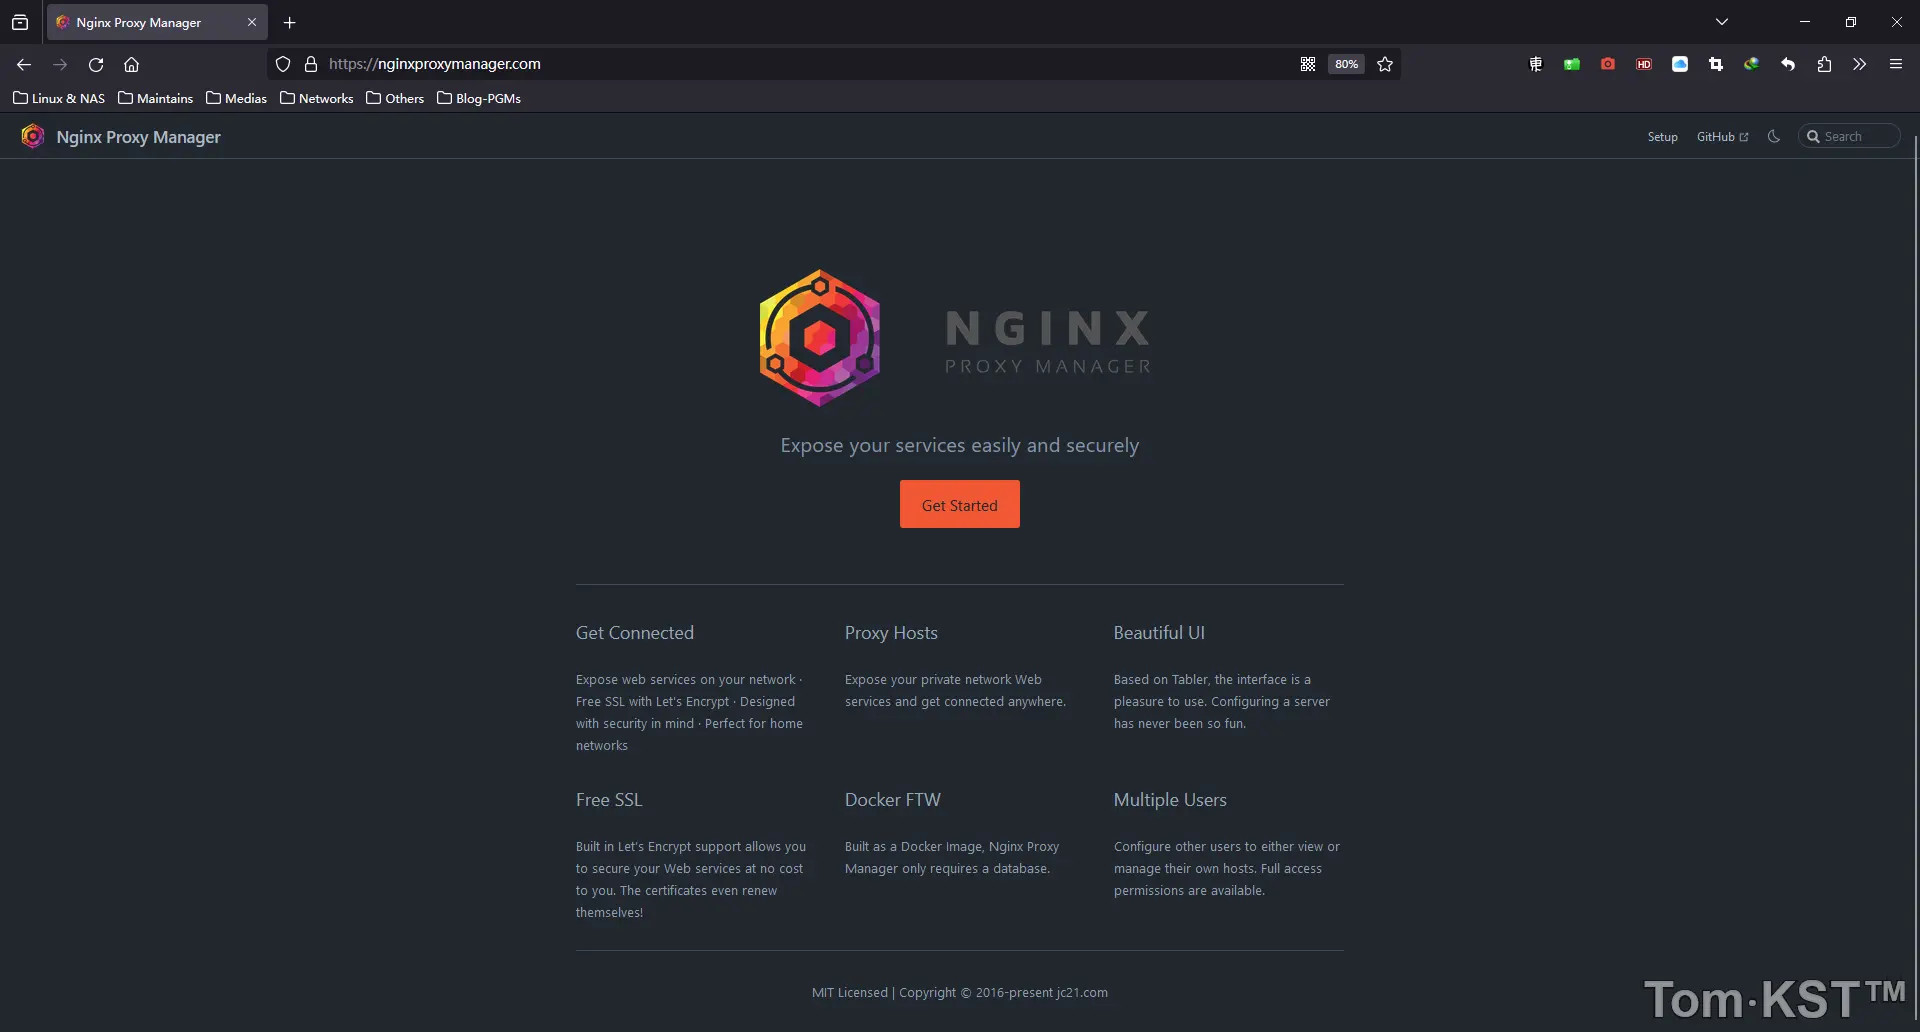 Nginx Proxy Manager
https://nginxproxymanager.com
80%
HD
Linux & NAS
Maintains
Medias
Networks
Others
Blog-PGMs
Nginx Proxy Manager
Setup
GitHub
Search
NGINX
PROXY MANAGER
Expose your services easily and securely
Get Started
Get Connected
Expose web services on your network ·
Free SSL with Let's Encrypt · Designed
with security in mind · Perfect for home
networks
Proxy Hosts
Expose your private network Web
services and get connected anywhere.
Beautiful UI
Based on Tabler, the interface is a
pleasure to use. Configuring a server
has never been so fun.
Free SSL
Built in Let's Encrypt support allows you
to secure your Web services at no cost
to you. The certificates even renew
themselves!
Docker FTW
Built as a Docker Image, Nginx Proxy
Manager only requires a database.
Multiple Users
Configure other users to either view or
manage their own hosts. Full access
permissions are available.
MIT Licensed | Copyright © 2016-present jc21.com
Tom·KST™